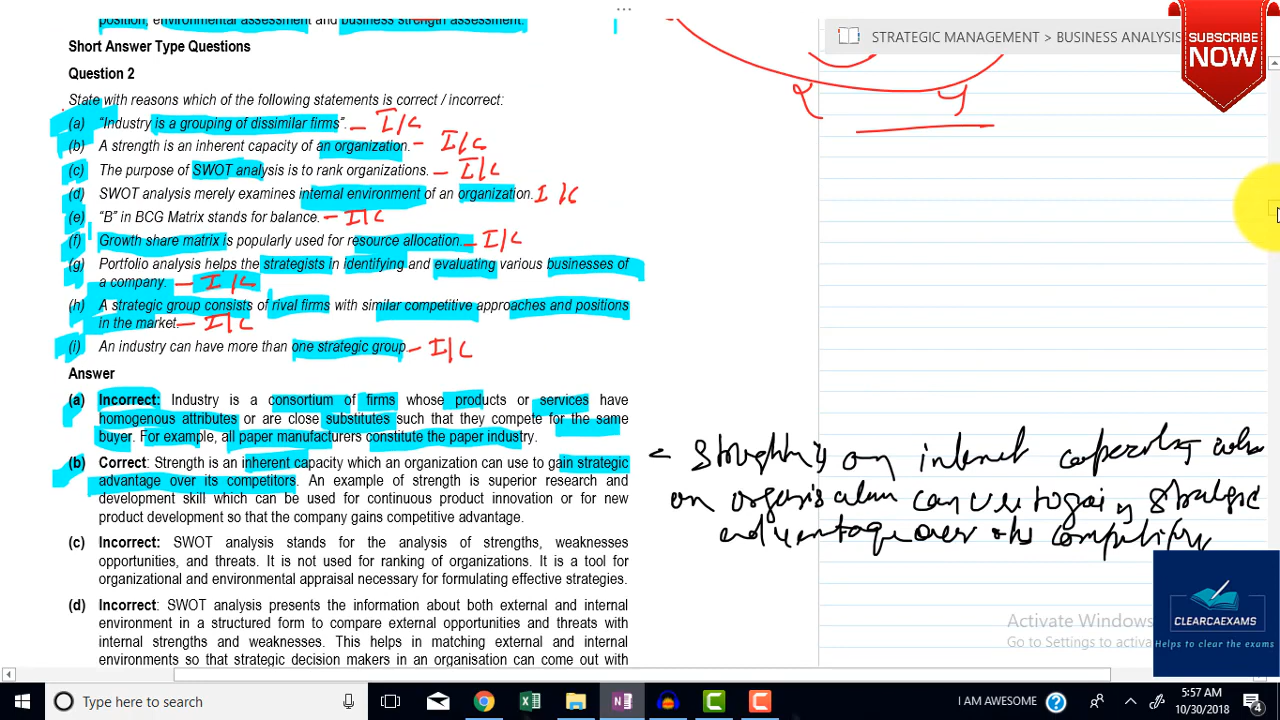 position, environmental assessment and business strength assessment.
Short Answer Type Questions
Question 2
State with reasons which of the following statements is correct / incorrect:
(a) “Industry is a grouping of dissimilar firms”. – I/C
(b) A strength is an inherent capacity of an organization. – I/C
(c) The purpose of SWOT analysis is to rank organizations. – I/C
(d) SWOT analysis merely examines internal environment of an organization. I/C
(e) “B” in BCG Matrix stands for balance. – I/C
(f) Growth share matrix is popularly used for resource allocation. – I/C
(g) Portfolio analysis helps the strategists in identifying and evaluating various businesses of
a company. – I/C
(h) A strategic group consists of rival firms with similar competitive approaches and positions
in the market. – I/C
(i) An industry can have more than one strategic group. – I/C
Answer
(a) Incorrect: Industry is a consortium of firms whose products or services have
homogenous attributes or are close substitutes such that they compete for the same
buyer. For example, all paper manufacturers constitute the paper industry.
(b) Correct: Strength is an inherent capacity which an organization can use to gain strategic
advantage over its competitors. An example of strength is superior research and
development skill which can be used for continuous product innovation or for new
product development so that the company gains competitive advantage.
(c) Incorrect: SWOT analysis stands for the analysis of strengths, weaknesses
opportunities, and threats. It is not used for ranking of organizations. It is a tool for
organizational and environmental appraisal necessary for formulating effective strategies.
(d) Incorrect: SWOT analysis presents the information about both external and internal
environment in a structured form to compare external opportunities and threats with
internal strengths and weaknesses. This helps in matching external and internal
environments so that strategic decision makers in an organisation can come out with
STRATEGIC MANAGEMENT > BUSINESS ANALYSIS
SUBSCRIBE
NOW
is an
an can use to gain strategic
advantage over
CLEARCAEXAMS
Helps to clear the exams
Activate Windows
Go to Settings to activa
Type here to search
I AM AWESOME
5:57 AM
10/30/2018
4